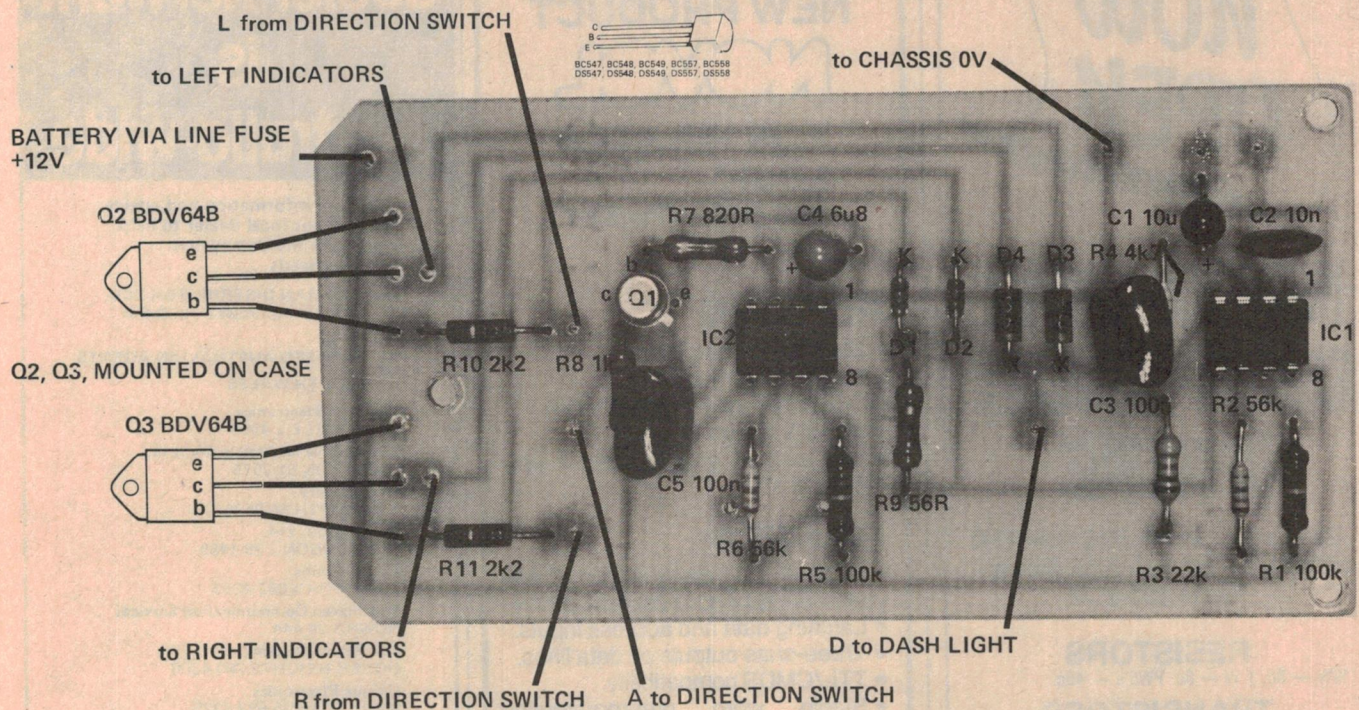 L from DIRECTION SWITCH
C
B
E
BC547, BC548, BC549, BC557, BC558
DS547, DS548, DS549, DS557, DS558
to CHASSIS 0V
to LEFT INDICATORS
BATTERY VIA LINE FUSE
+12V
Q2 BDV64B
e
c
b
R7 820R
C4 6u8
C1 10u
C2 10n
K
K
D4
D3
R4 4k7
+
+
b
c
Q1
e
1
1
IC2
IC1
D1
D2
K
K
R10 2k2
R8 1k
8
8
Q2, Q3, MOUNTED ON CASE
C3 100n
R2 56k
Q3 BDV64B
e
c
b
C5 100n
R9 56R
R6 56k
R5 100k
R11 2k2
R3 22k
R1 100k
to RIGHT INDICATORS
D to DASH LIGHT
R from DIRECTION SWITCH
A to DIRECTION SWITCH
NEW PRODUCT
RESISTORS